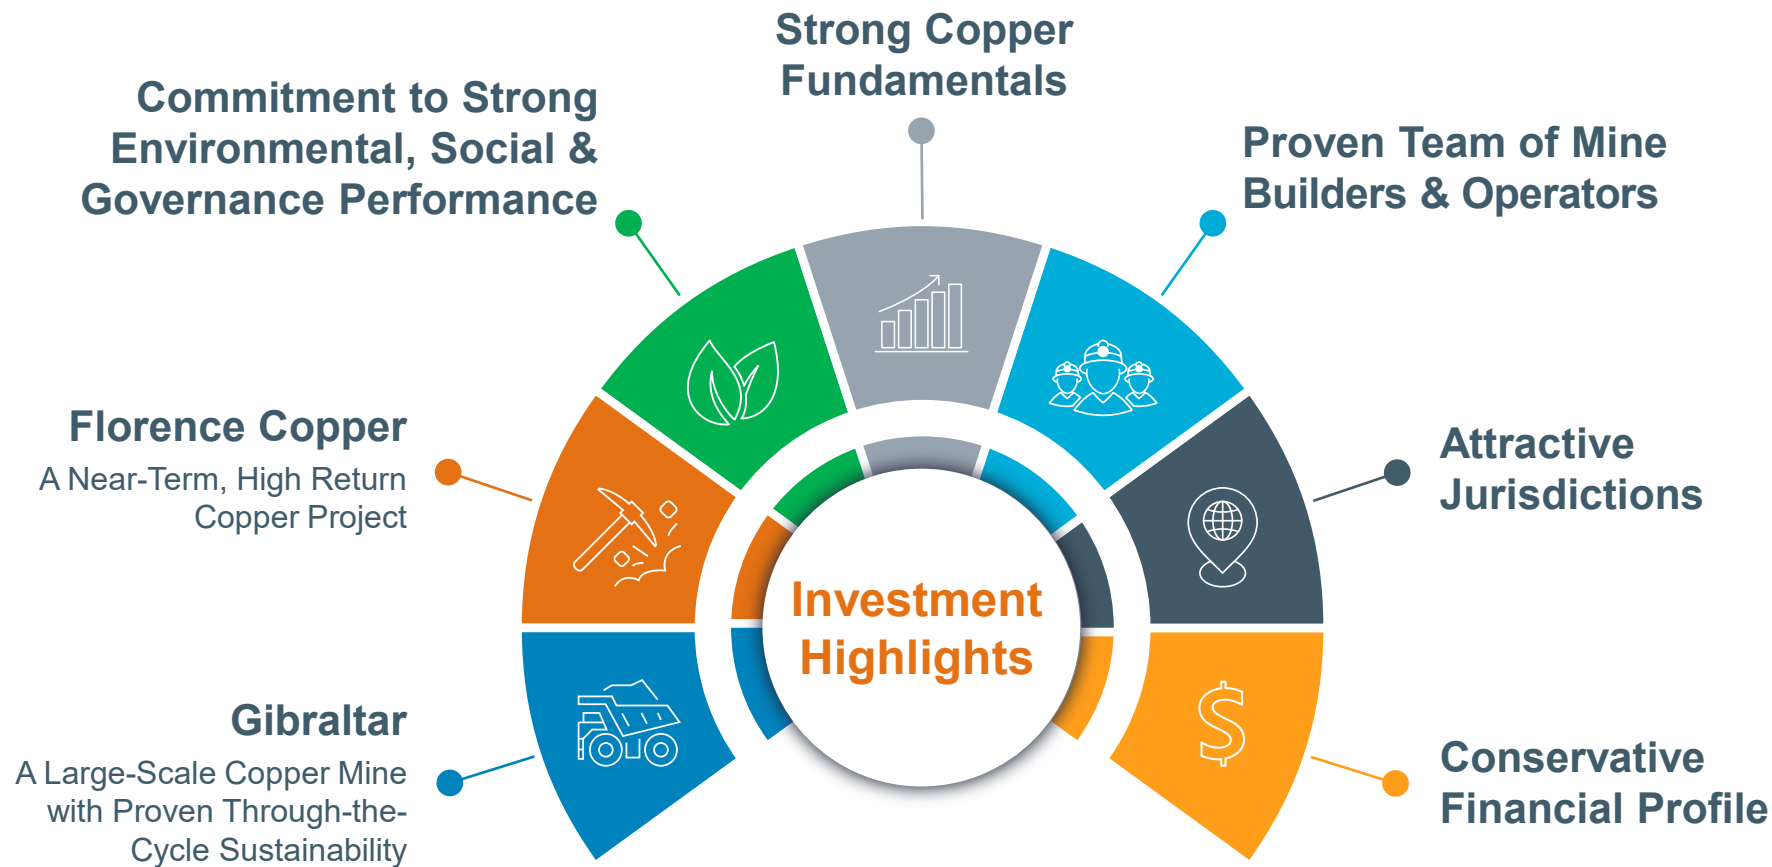 Strong Copper
Fundamentals
Commitment to Strong
Environmental, Social &
Governance Performance
Proven Team of Mine
Builders & Operators
Florence Copper
A Near-Term, High Return
Copper Project
Attractive
Jurisdictions
Investment
Highlights
Gibraltar
A Large-Scale Copper Mine
with Proven Through-the-
Cycle Sustainability
Conservative
Financial Profile
$